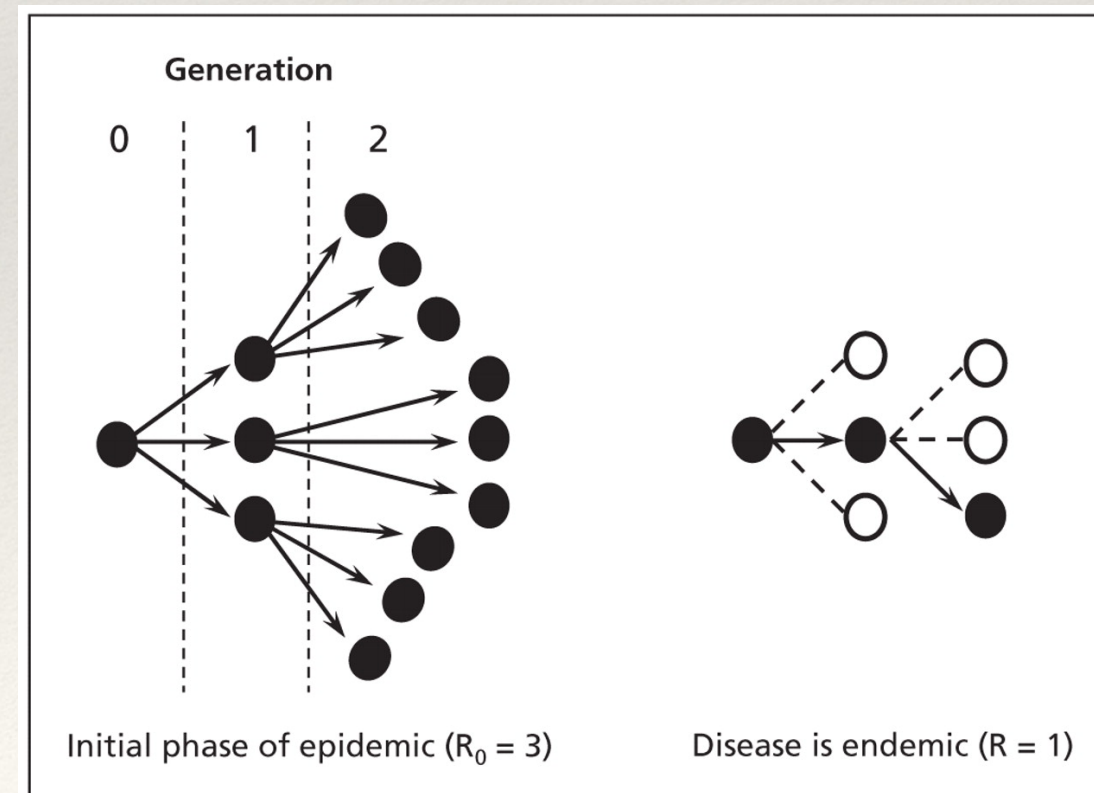 Generation
0 1 2
Initial phase of epidemic (R₀ = 3)
Disease is endemic (R = 1)